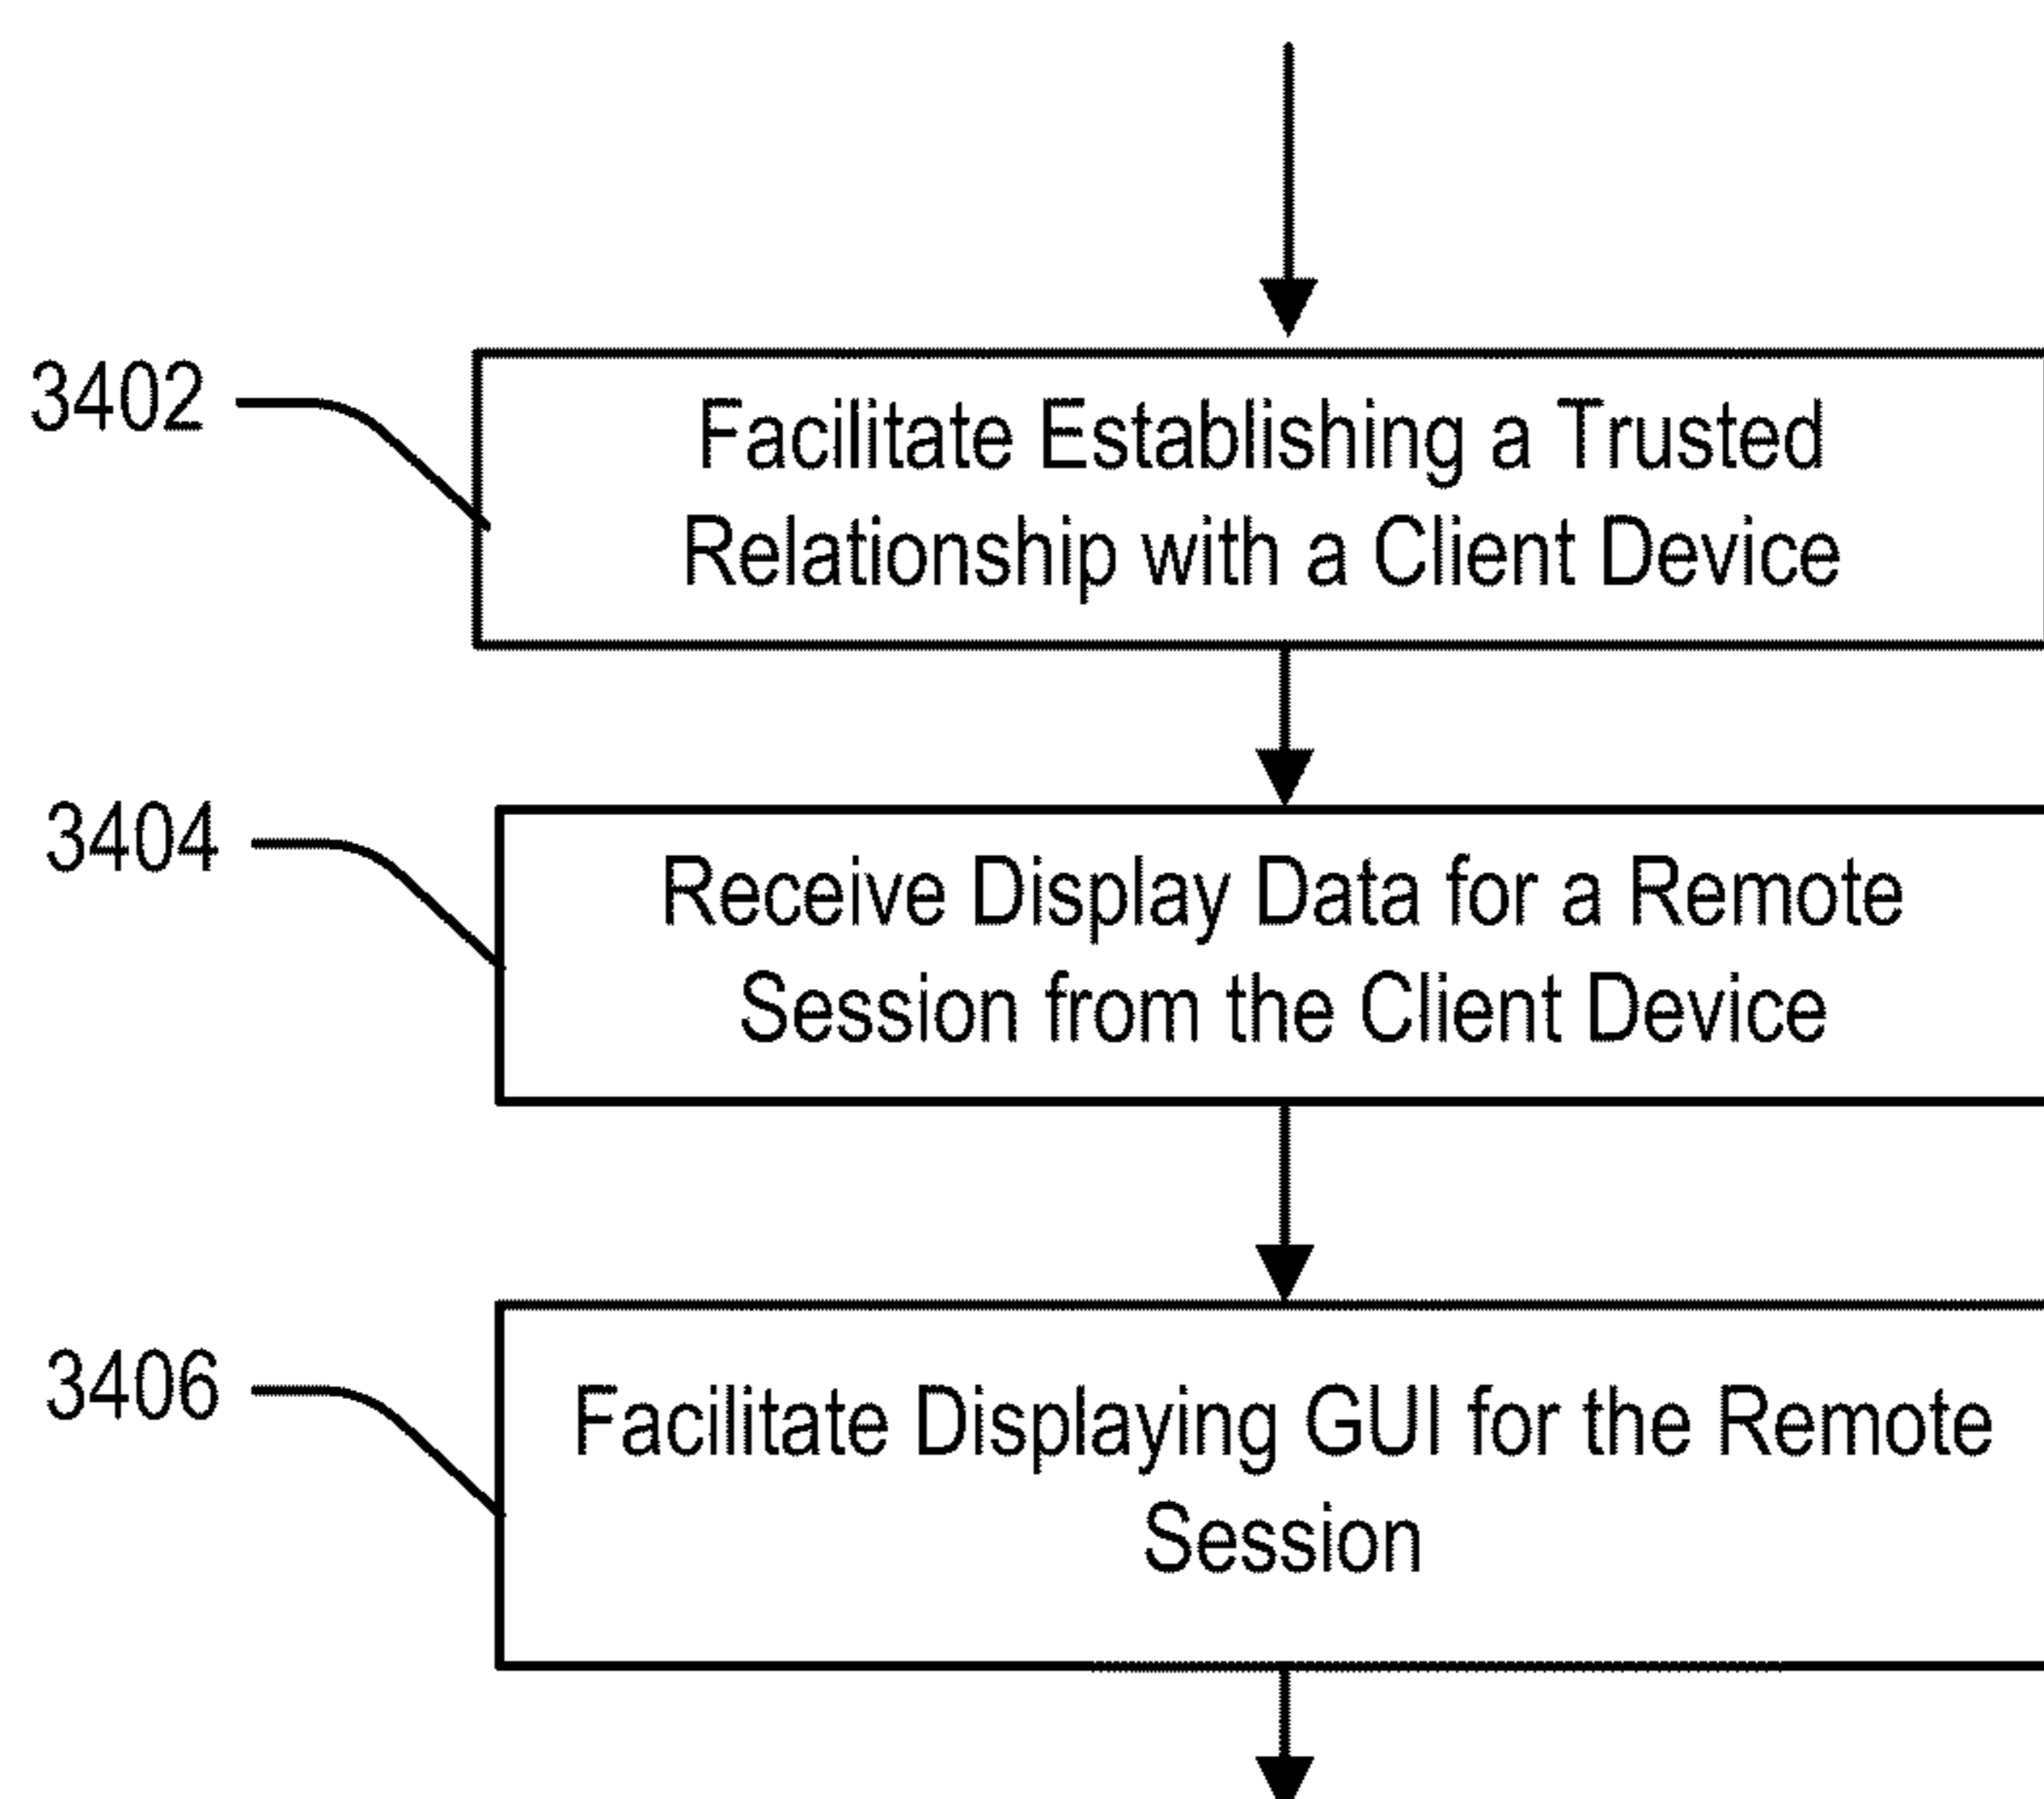 3402
Facilitate Establishing a Trusted
Relationship with a Client Device
3404
Receive Display Data for a Remote
Session from the Client Device
3406
Facilitate Displaying GUI for the Remote
Session